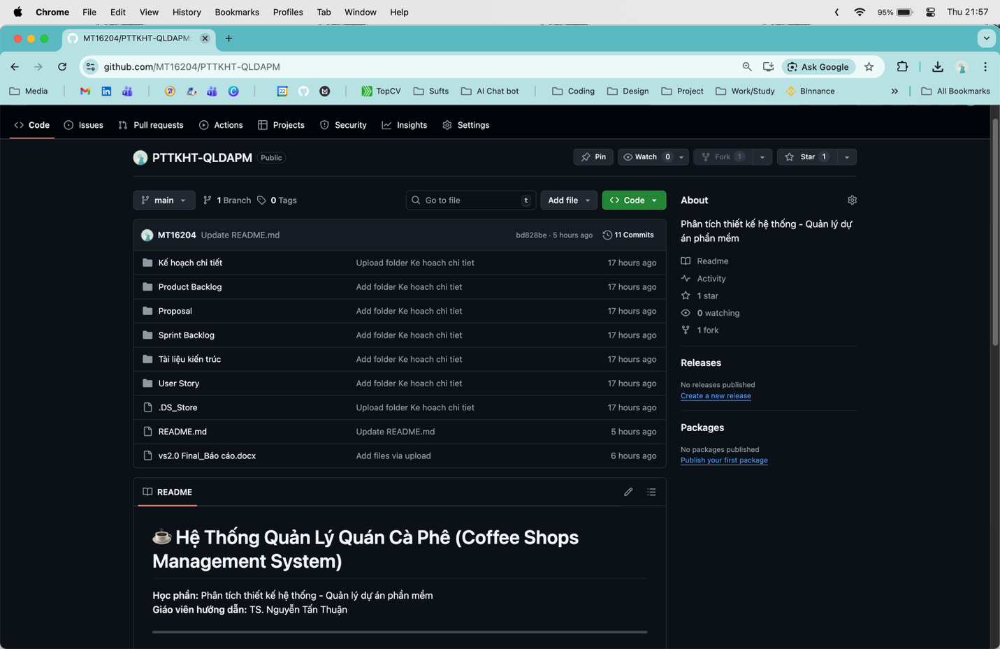 Chrome File Edit View History Bookmarks Profiles Tab Window Help 95% Thu 21:57
MT16204/PTTKHT-QLDAPM:
github.com/MT16204/PTTKHT-QLDAPM Ask Google
Media 22 TopCV Sufts AI Chat bot Coding Design Project Work/Study BInnance » All Bookmarks
Code Issues Pull requests Actions Projects Security Insights Settings
PTTKHT-QLDAPM Public Pin Watch 0 Fork 1 Star 1
main 1 Branch 0 Tags Go to file t Add file Code
MT16204 Update README.md bd828be · 5 hours ago 11 Commits
Kế hoạch chi tiết Upload folder Ke hoach chi tiet 17 hours ago
Product Backlog Add folder Ke hoach chi tiet 17 hours ago
Proposal Add folder Ke hoach chi tiet 17 hours ago
Sprint Backlog Add folder Ke hoach chi tiet 17 hours ago
Tài liệu kiến trúc Add folder Ke hoach chi tiet 17 hours ago
User Story Add folder Ke hoach chi tiet 17 hours ago
.DS_Store Upload folder Ke hoach chi tiet 17 hours ago
README.md Update README.md 5 hours ago
vs2.0 Final_Báo cáo.docx Add files via upload 6 hours ago
About
Phân tích thiết kế hệ thống - Quản lý dự
án phần mềm
Readme
Activity
1 star
0 watching
1 fork
Releases
No releases published
Create a new release
Packages
No packages published
Publish your first package
README
Hệ Thống Quản Lý Quán Cà Phê (Coffee Shops
Management System)
Học phần: Phân tích thiết kế hệ thống - Quản lý dự án phần mềm
Giáo viên hướng dẫn: TS. Nguyễn Tấn Thuận